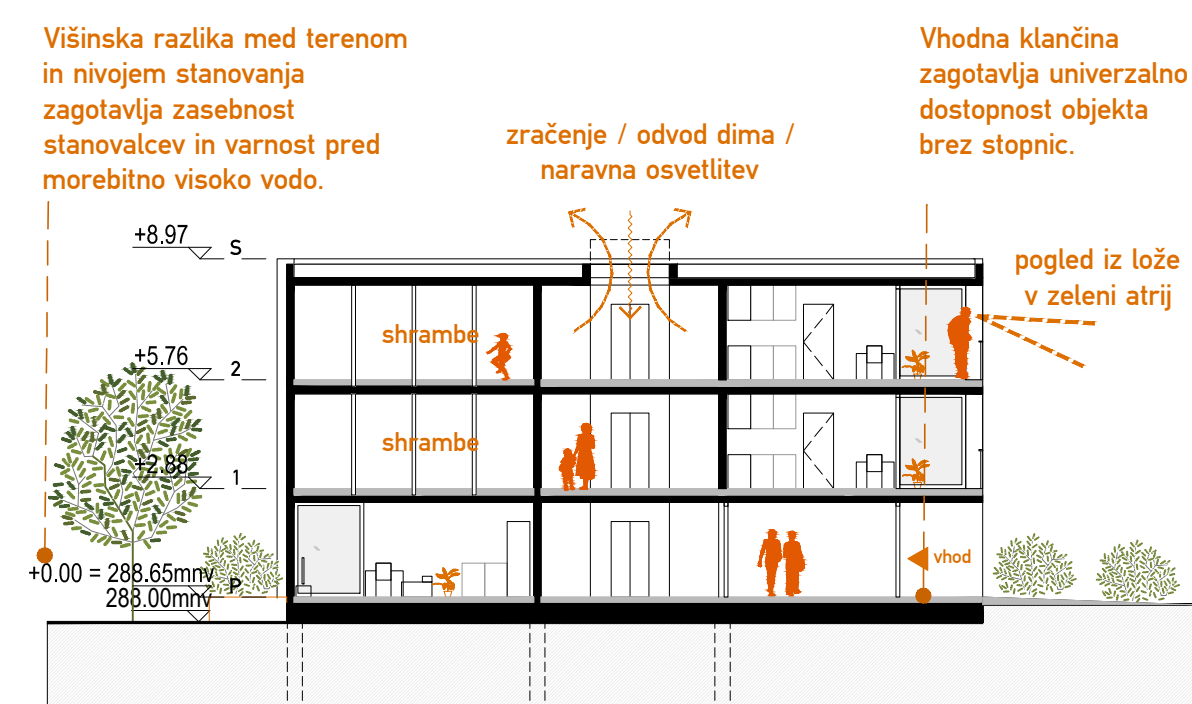 Višinska razlika med terenom
in nivojem stanovanja
zagotavlja zasebnost
stanovalcev in varnost pred
morebitno visoko vodo.
zračenje / odvod dima /
naravna osvetlitev
Vhodna klančina
zagotavlja univerzalno
dostopnost objekta
brez stopnic.
pogled iz lože
v zeleni atrij
+8.97 S
shrambe
+5.76 2
shrambe
+2.88 1
vhod
+0.00 = 288.65mnv P
288.00mnv